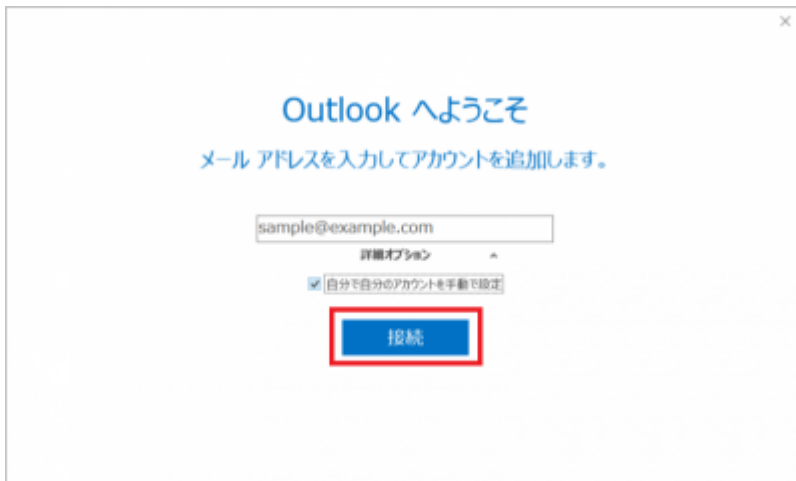 Outlook へようこそ
メール アドレスを入力してアカウントを追加します。
sample@example.com
詳細オプション
自分で自分のアカウントを手動で設定
接続